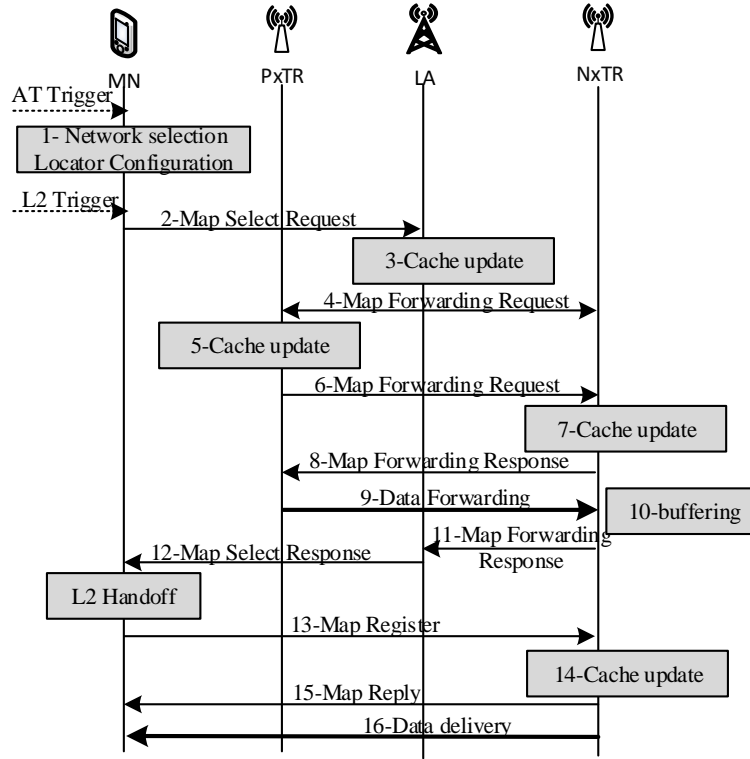 MN
PxTR
LA
NxTR
AT Trigger
1- Network selection
Locator Configuration
L2 Trigger
2-Map Select Request
3-Cache update
4-Map Forwarding Request
5-Cache update
6-Map Forwarding Request
7-Cache update
8-Map Forwarding Response
9-Data Forwarding
10-buffering
11-Map Forwarding
Response
12-Map Select Response
L2 Handoff
13-Map Register
14-Cache update
15-Map Reply
16-Data delivery